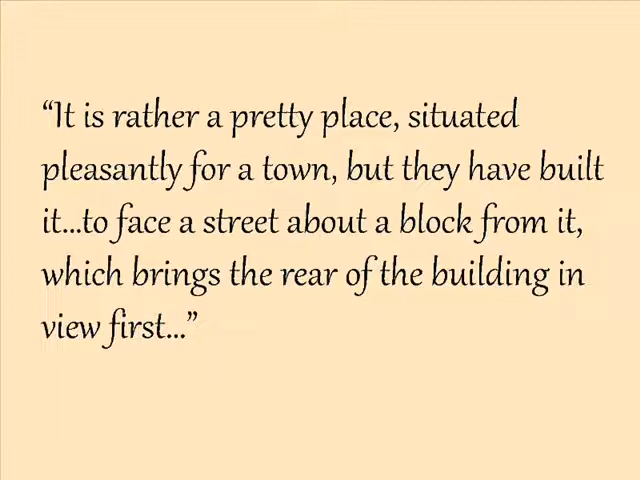 “It is rather a pretty place, situated
pleasantly for a town, but they have built
it...to face a street about a block from it,
which brings the rear of the building in
view first...”